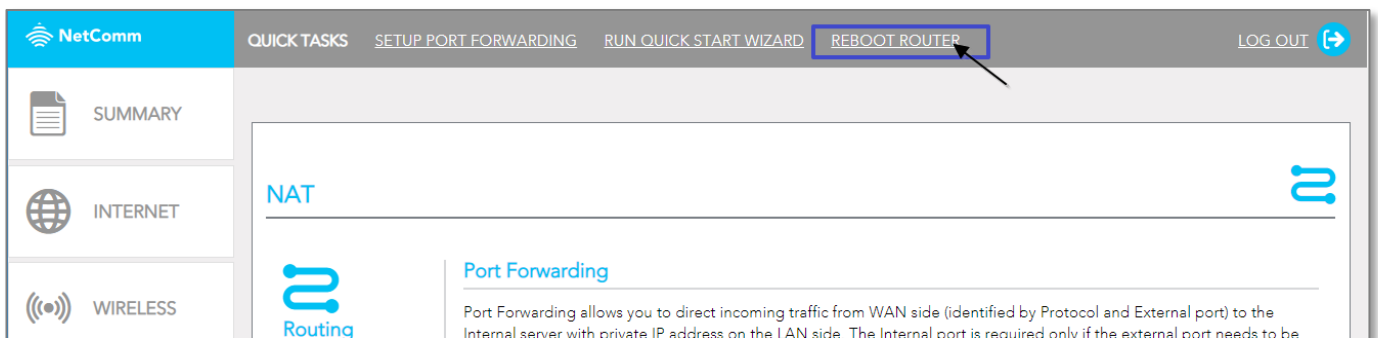 NetComm
QUICK TASKS SETUP PORT FORWARDING RUN QUICK START WIZARD REBOOT ROUTER LOG OUT
SUMMARY
INTERNET
WIRELESS
NAT
Routing
Port Forwarding
Port Forwarding allows you to direct incoming traffic from WAN side (identified by Protocol and External port) to the
Internal server with private IP address on the LAN side. The Internal port is required only if the external port needs to be